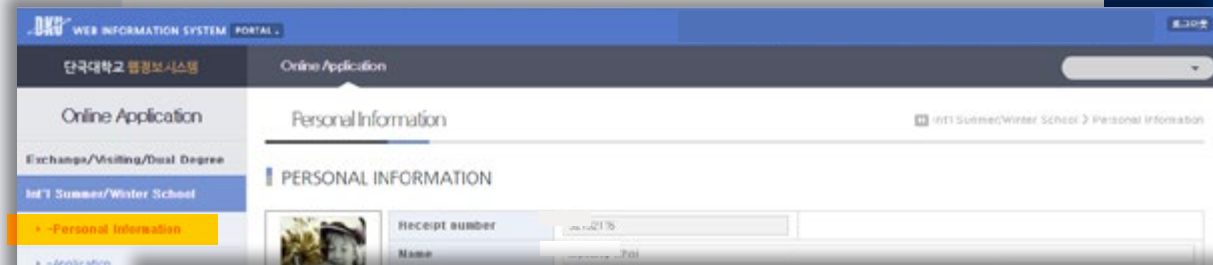 DKU WEB INFORMATION SYSTEM PORTAL
로그아웃
단국대학교 웹정보시스템
Online Application
Online Application
Personal Information
Int'l Summer/Winter School > Personal Information
Exchange/Visiting/Dual Degree
PERSONAL INFORMATION
Int'l Summer/Winter School
-Personal Information
Receipt number
Name
-Application